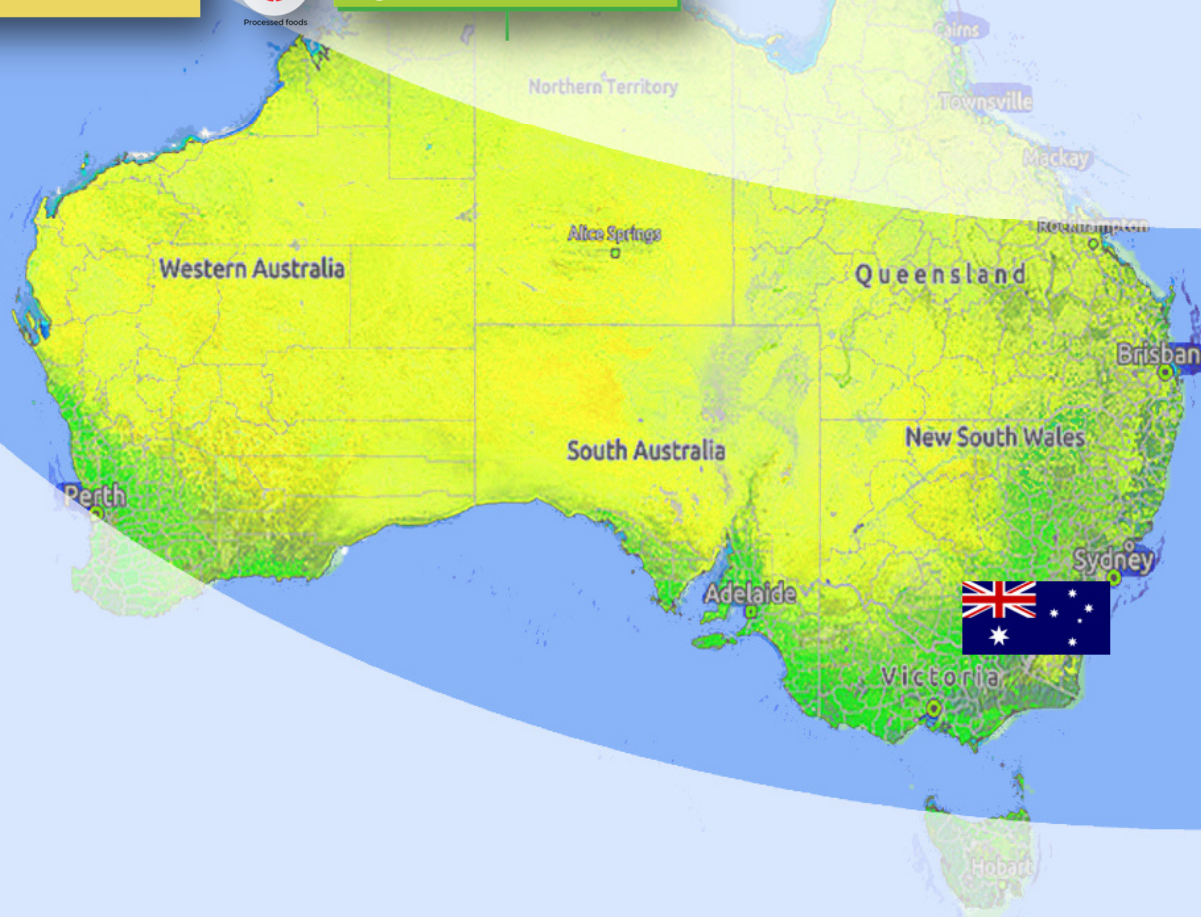 Processed foods
Cairns
Northern Territory
Townsville
Mackay
Rockhampton
Alice Springs
Western Australia
Queensland
Brisban
New South Wales
South Australia
Perth
Sydney
Adelaide
Victoria
Hobart